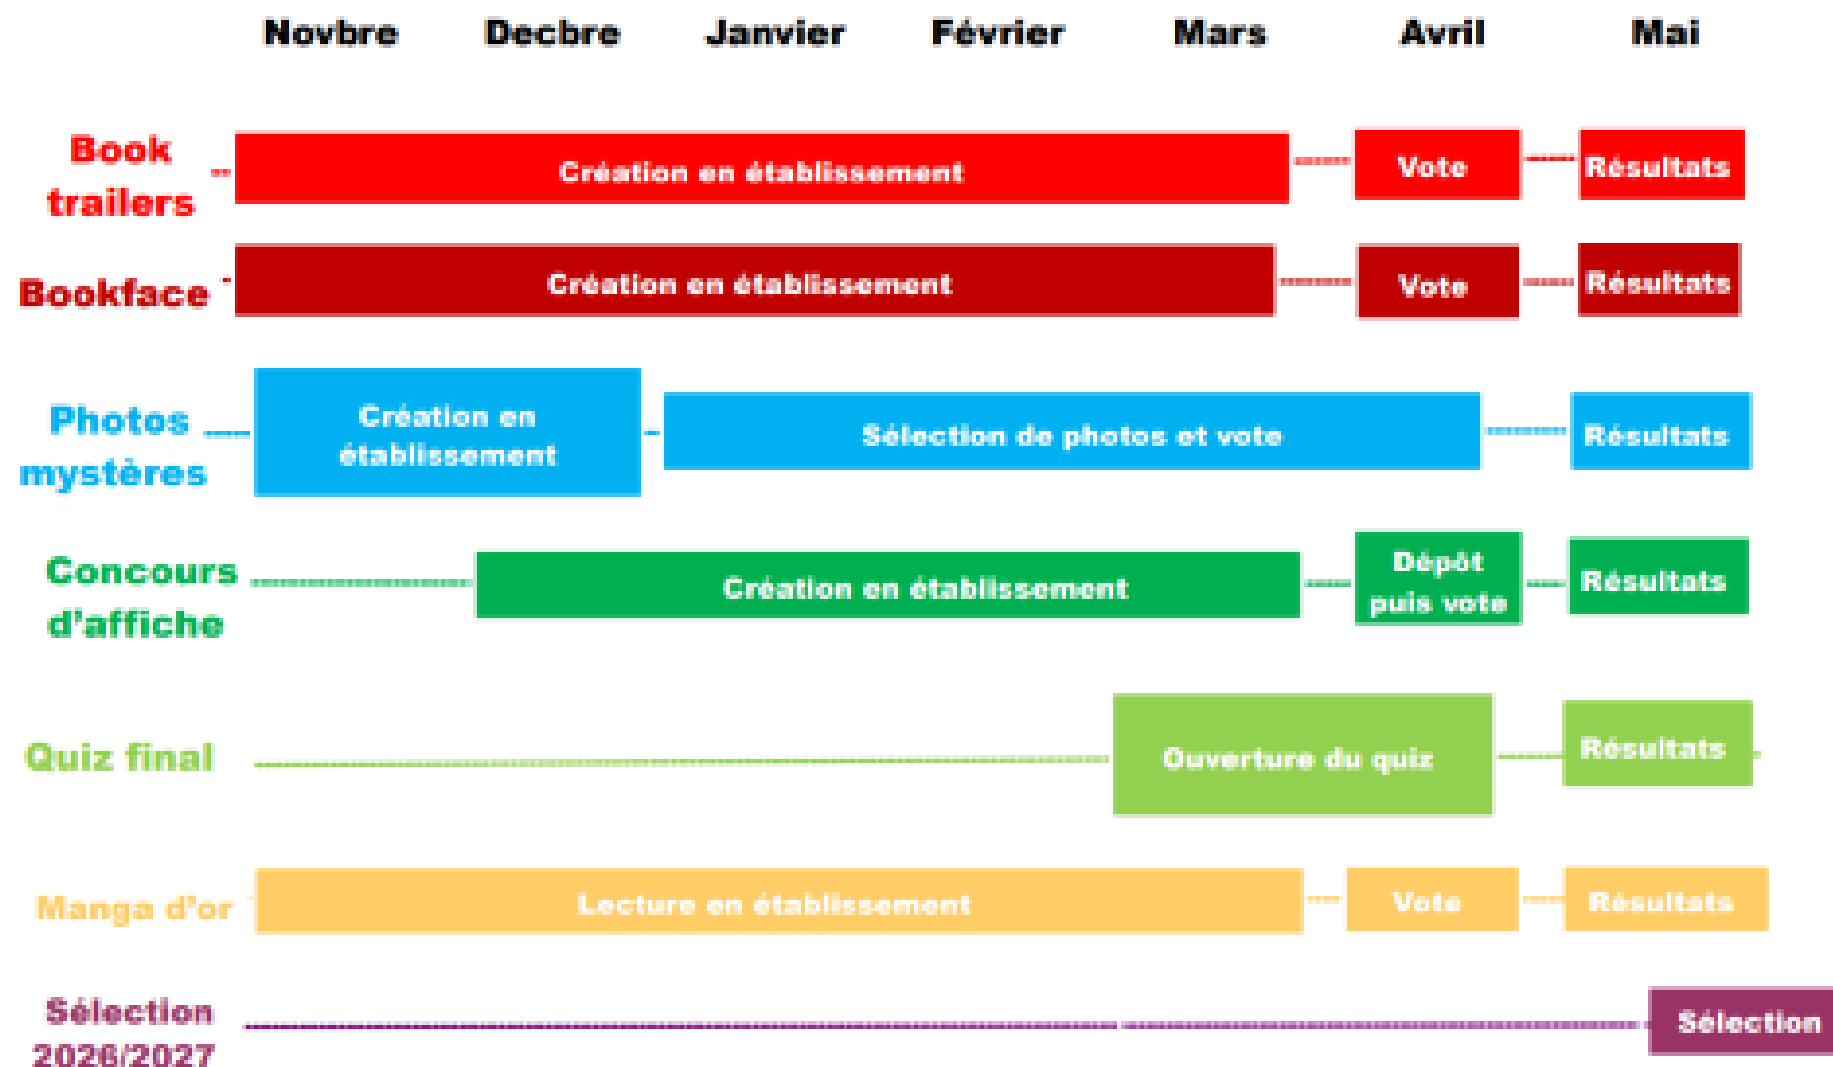 Novbre Decbre Janvier Février Mars Avril Mai
Book
trailers
Création en établissement
Vote
Résultats
Bookface
Création en établissement
Vote
Résultats
Photos
mystères
Création en
établissement
Sélection de photos et vote
Résultats
Concours
d'affiche
Création en établissement
Dépôt
puis vote
Résultats
Quiz final
Ouverture du quiz
Résultats
Manga d'or
Lecture en établissement
Vote
Résultats
Sélection
2026/2027
Sélection